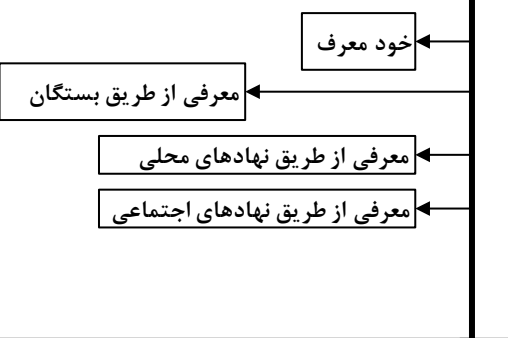 خود معرف
معرفی از طریق بستگان
معرفی از طریق نهادهای محلی
معرفی از طریق نهادهای اجتماعی